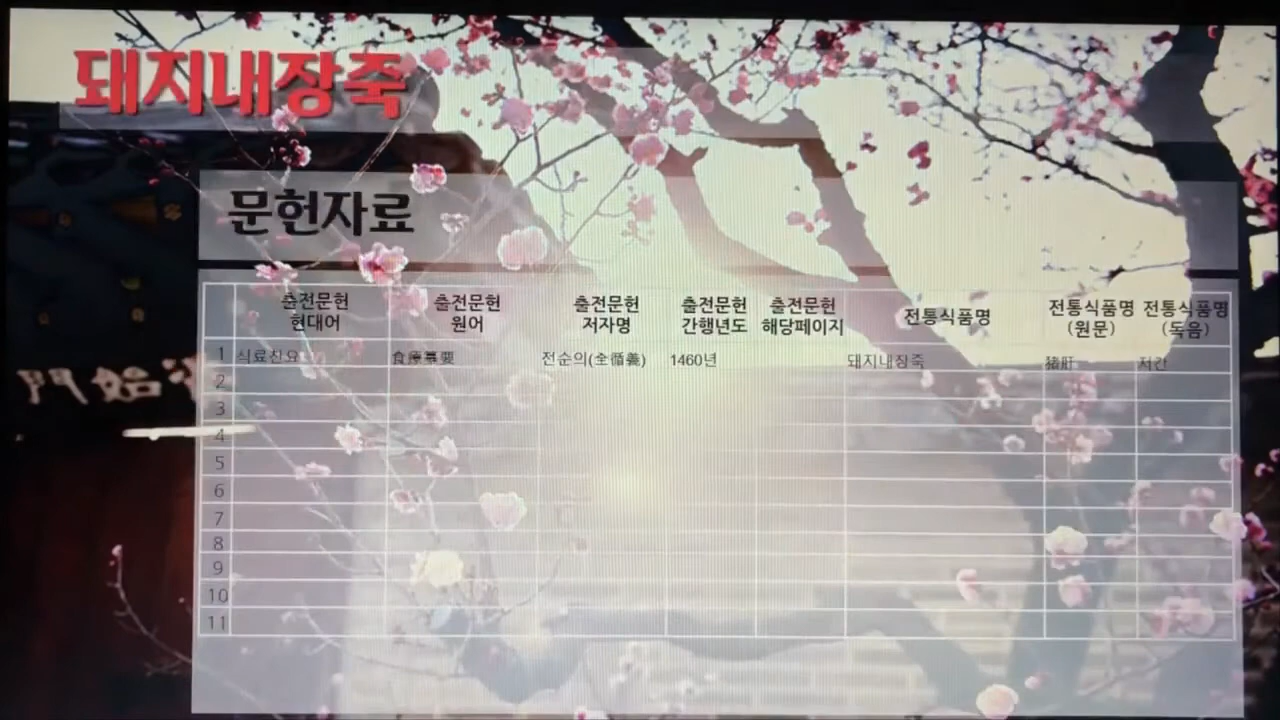 돼지내장죽
문헌자료
출전문헌 현대어 출전문헌 원어 출전문헌 저자명 출전문헌 간행년도 출전문헌 해당페이지 전통식품명 전통식품명 (원문) 전통식품명 (독음)
1 식료찬요 食療纂要 전순의(全循義) 1460년 돼지내장죽 猪肝 저간
2
3
4
5
6
7
8
9
10
11
門始